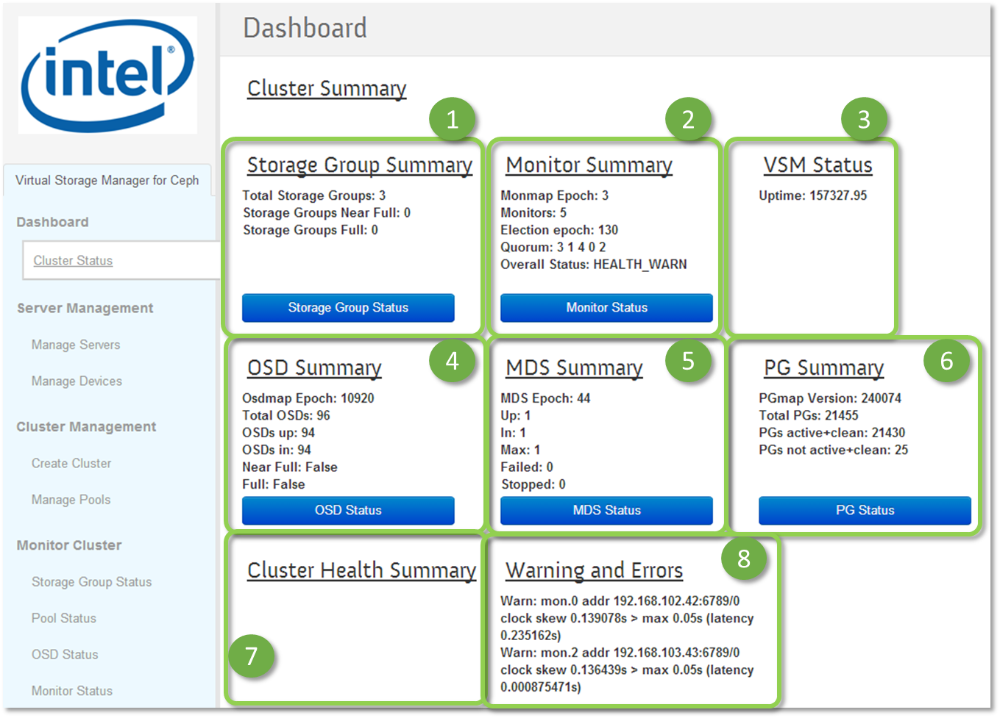 intel®
Virtual Storage Manager for Ceph
Dashboard
Cluster Status
Server Management
Manage Servers
Manage Devices
Cluster Management
Create Cluster
Manage Pools
Monitor Cluster
Storage Group Status
Pool Status
OSD Status
Monitor Status
Dashboard
Cluster Summary
1
Storage Group Summary
Total Storage Groups: 3
Storage Groups Near Full: 0
Storage Groups Full: 0
Storage Group Status
2
Monitor Summary
Monmap Epoch: 3
Monitors: 5
Election epoch: 130
Quorum: 3 1 4 0 2
Overall Status: HEALTH_WARN
Monitor Status
3
VSM Status
Uptime: 157327.95
4
OSD Summary
Osdmap Epoch: 10920
Total OSDs: 96
OSDs up: 94
OSDs in: 94
Near Full: False
Full: False
OSD Status
5
MDS Summary
MDS Epoch: 44
Up: 1
In: 1
Max: 1
Failed: 0
Stopped: 0
MDS Status
6
PG Summary
PGmap Version: 240074
Total PGs: 21455
PGs active+clean: 21430
PGs not active+clean: 25
PG Status
Cluster Health Summary
7
8
Warning and Errors
Warn: mon.0 addr 192.168.102.42:6789/0
clock skew 0.139078s > max 0.05s (latency
0.235162s)
Warn: mon.2 addr 192.168.103.43:6789/0
clock skew 0.136439s > max 0.05s (latency
0.000875471s)